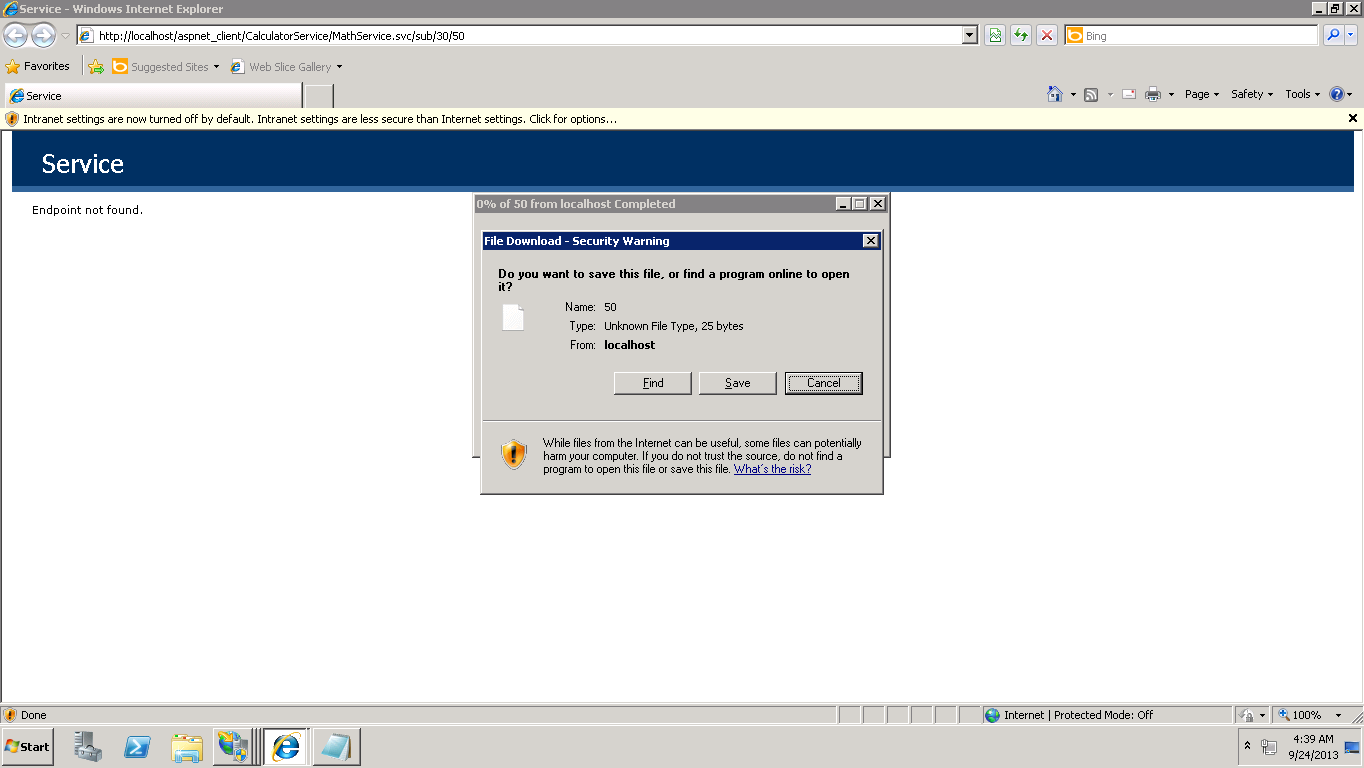 Service - Windows Internet Explorer
http://localhost/aspnet_client/CalculatorService/MathService.svc/sub/30/50
Bing
Favorites
Suggested Sites
Web Slice Gallery
Service
Page
Safety
Tools
Intranet settings are now turned off by default. Intranet settings are less secure than Internet settings. Click for options...
Service
Endpoint not found.
0% of 50 from localhost Completed
File Download - Security Warning
Do you want to save this file, or find a program online to open
it?
Name: 50
Type: Unknown File Type, 25 bytes
From: localhost
Find
Save
Cancel
While files from the Internet can be useful, some files can potentially
harm your computer. If you do not trust the source, do not find a
program to open this file or save this file. What's the risk?
Done
Internet | Protected Mode: Off
100%
Start
4:39 AM
9/24/2013